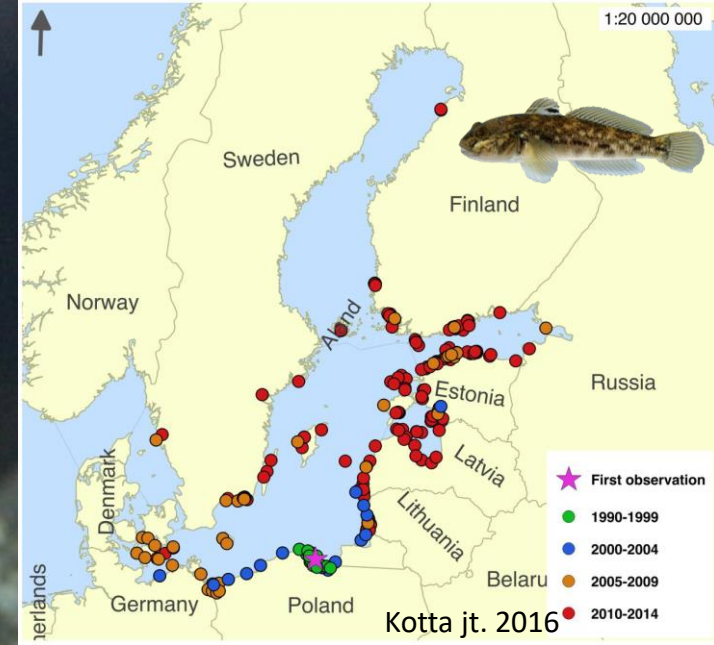 1:20 000 000
Sweden
Finland
Norway
Åland
Estonia
Russia
Latvia
Denmark
Lithuania
First observation
1990-1999
2000-2004
2005-2009
2010-2014
herlands
Germany
Poland
Belaru
Kotta jt. 2016